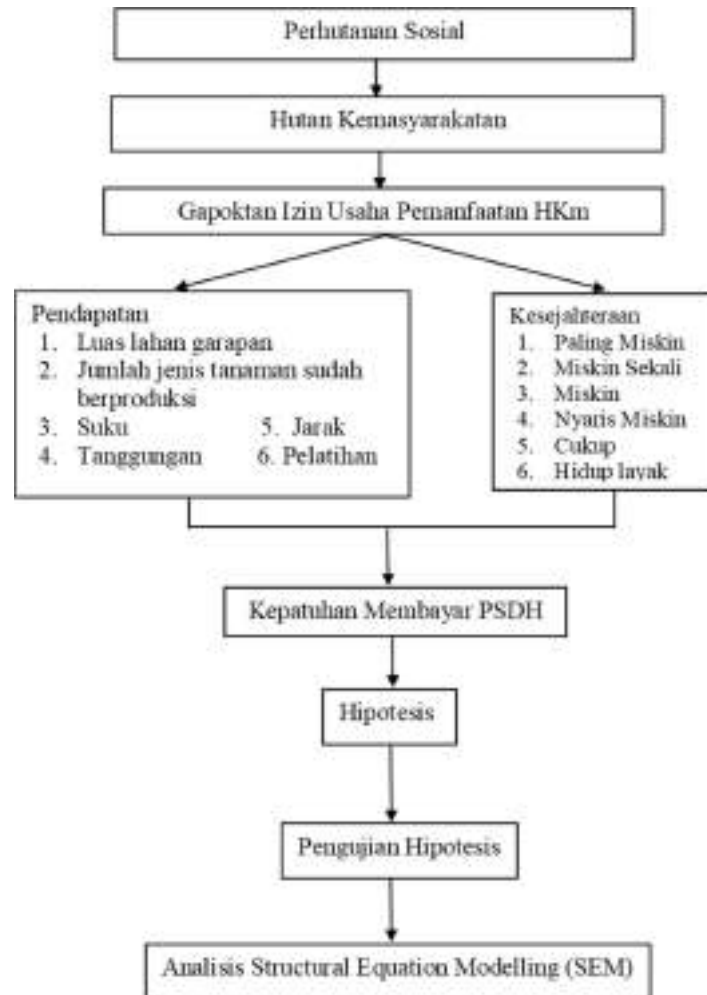 Perhutanan Sosial
Hutan Kemasyarakatan
Gapoktan Izin Usaha Pemanfaatan HKm
Pendapatan
1. Luas lahan garapan
2. Jumlah jenis tanaman sudah
berproduksi
3. Suku 5. Jarak
4. Tanggungan 6. Pelatihan
Kesejahteraan
1. Paling Miskin
2. Miskin Sekali
3. Miskin
4. Nyaris Miskin
5. Cukup
6. Hidup layak
Kepatuhan Membayar PSDH
Hipotesis
Pengujian Hipotesis
Analisis Structural Equation Modelling (SEM)